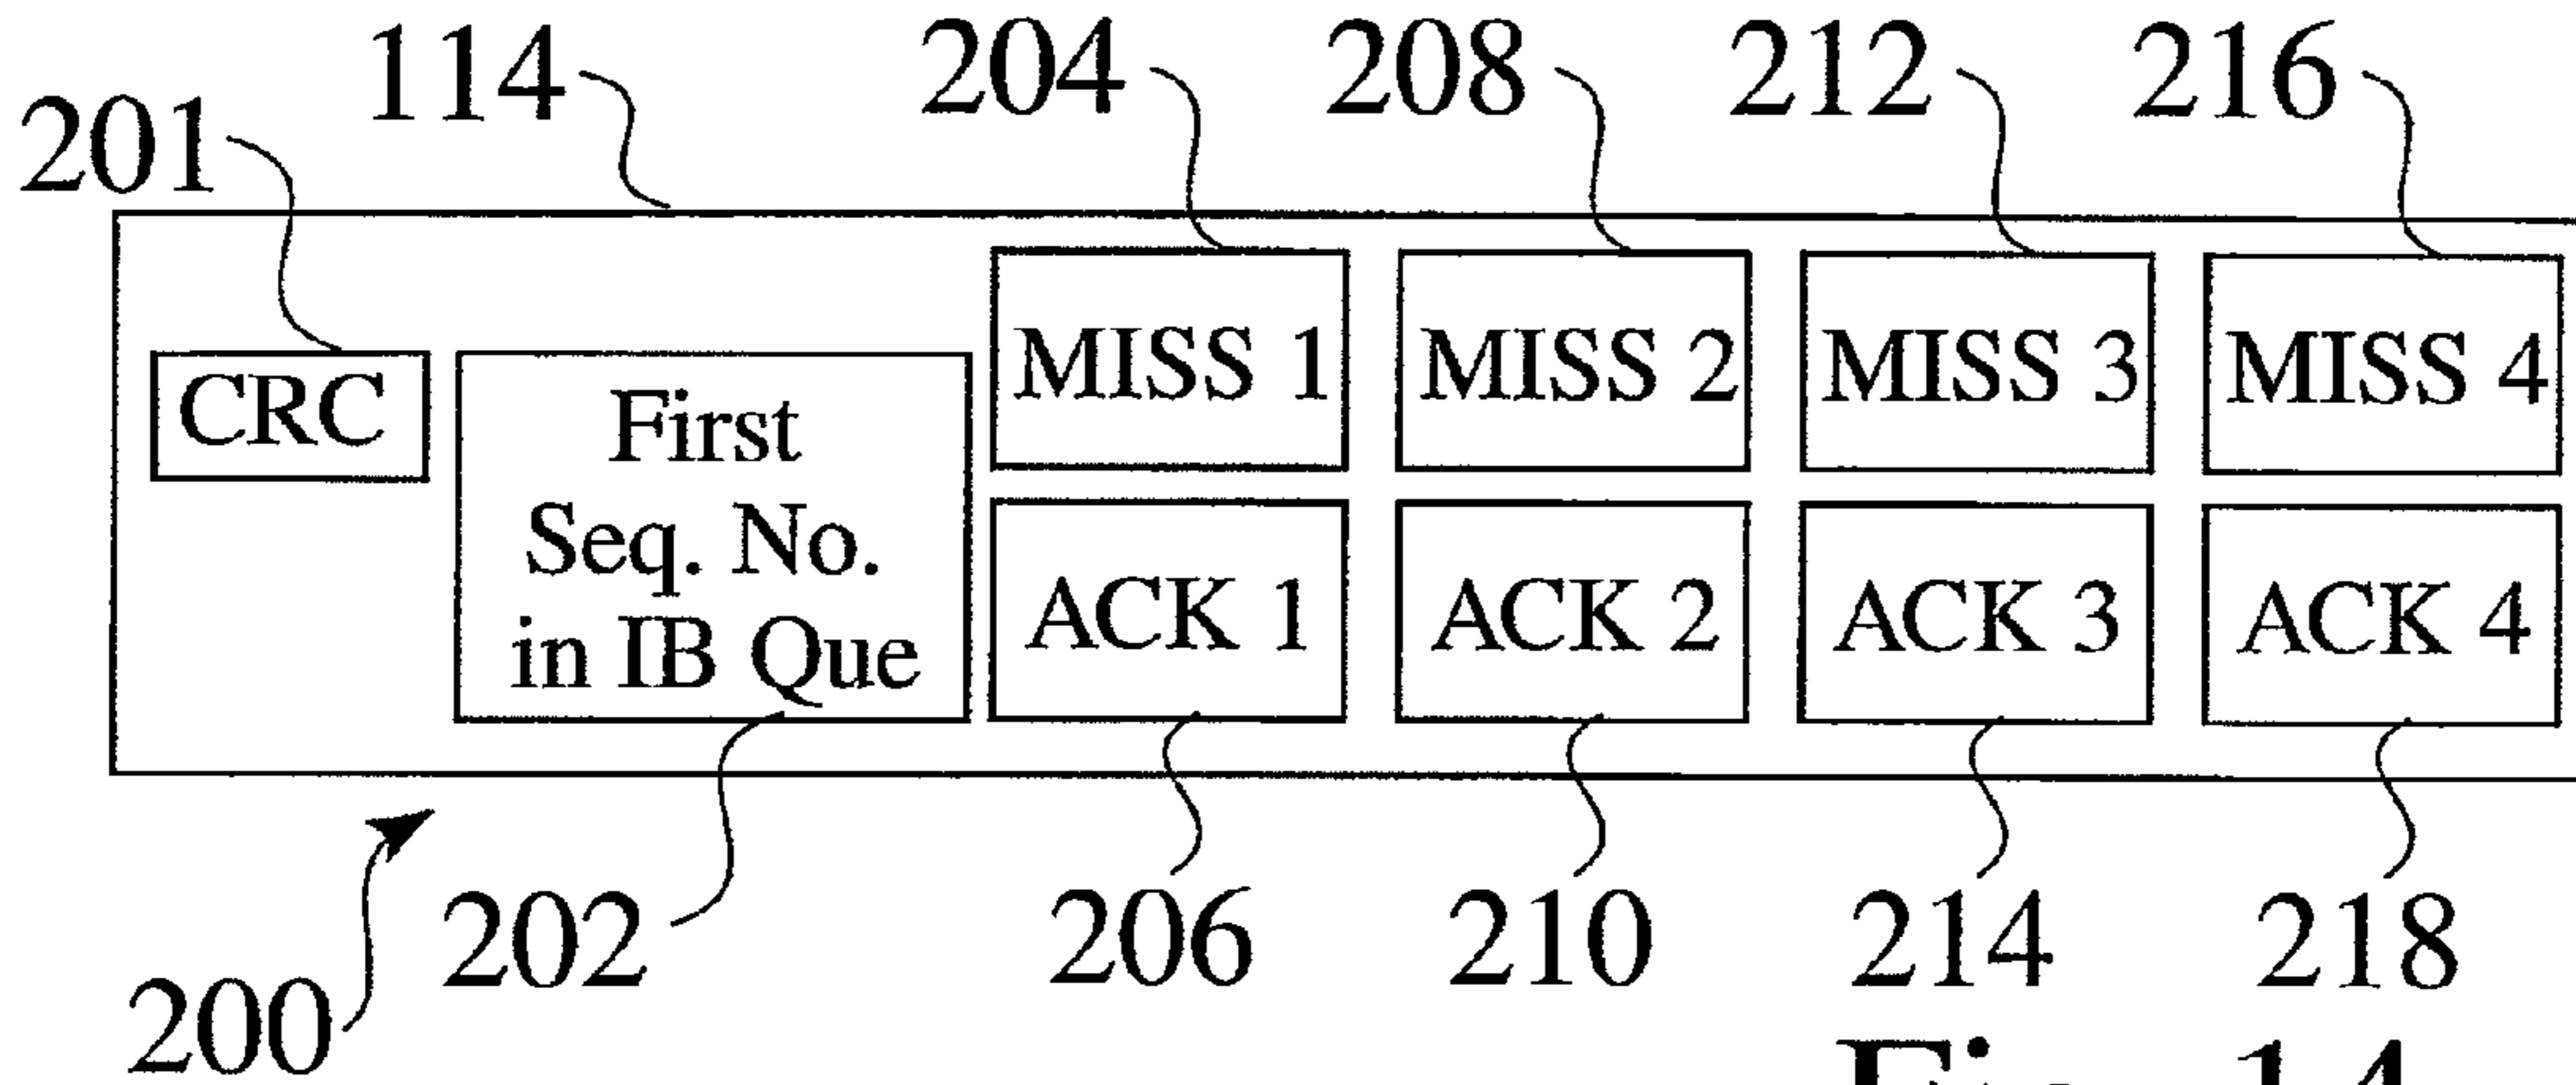 114 204 208 212 216
201
CRC
First
Seq. No.
in IB Que
MISS 1 MISS 2 MISS 3 MISS 4
ACK 1 ACK 2 ACK 3 ACK 4
200 202 206 210 214 218